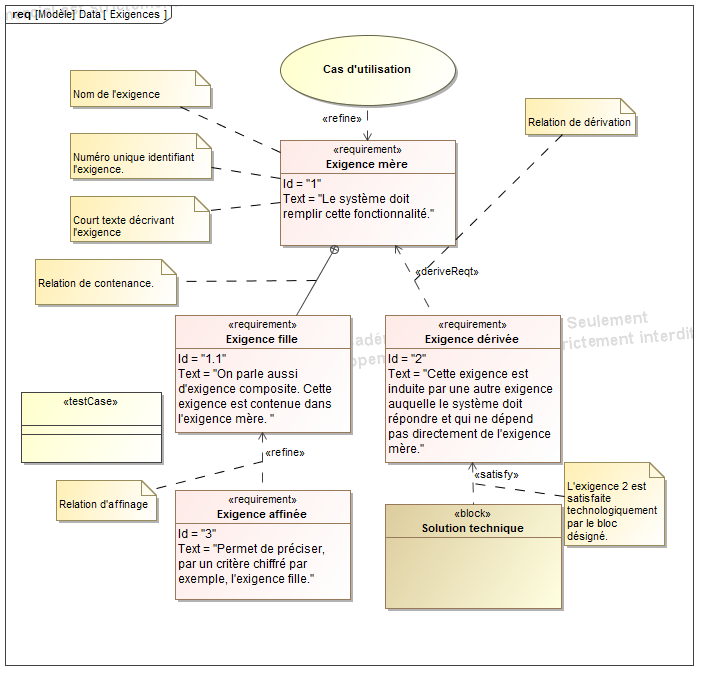 req [Modèle] Data [ Exigences ]
Cas d'utilisation
«refine»
Nom de l'exigence
Numéro unique identifiant
l'exigence.
Court texte décrivant
l'exigence
Relation de contenance.
Relation de dérivation
«requirement»
Exigence mère
Id = "1"
Text = "Le système doit
remplir cette fonctionnalité."
«deriveReqt»
«requirement»
Exigence fille
Id = "1.1"
Text = "On parle aussi
d'exigence composite. Cette
exigence est contenue dans
l'exigence mère. "
«requirement»
Exigence dérivée
Id = "2"
Text = "Cette exigence est
induite par une autre exigence
auquelle le système doit
répondre et qui ne dépend
pas directement de l'exigence
mère."
Seulement
strictement interdit
«testCase»
«refine»
Relation d'affinage
«requirement»
Exigence affinée
Id = "3"
Text = "Permet de préciser,
par un critère chiffré par
exemple, l'exigence fille."
«satisfy»
L'exigence 2 est
satisfaite
technologiquement
par le bloc
désigné.
«block»
Solution technique